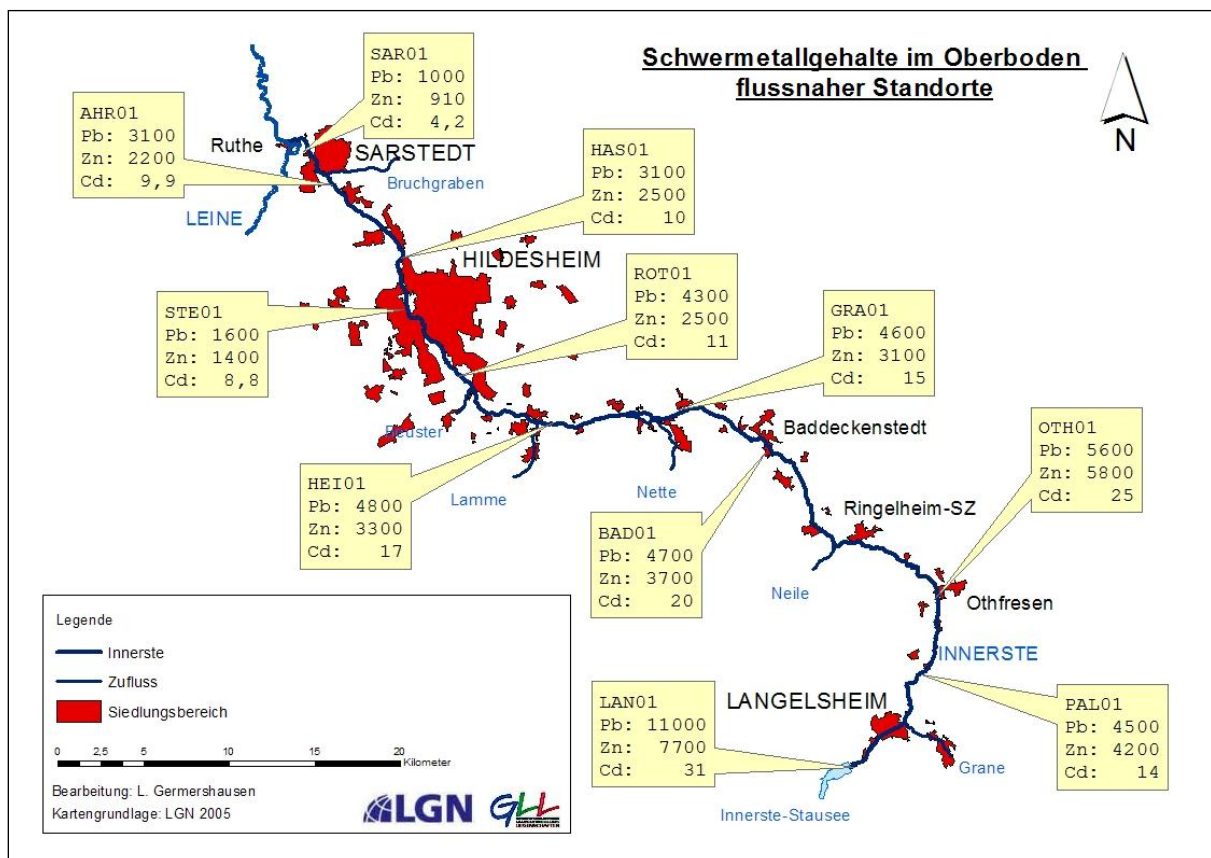 Schwermetallgehalte im Oberboden
flussnaher Standorte
N
SAR01
Pb: 1000
Zn: 910
Cd: 4,2
AHR01
Pb: 3100
Zn: 2200
Cd: 9,9
Ruthe
SARSTEDT
Bruchgraben
LEINE
HAS01
Pb: 3100
Zn: 2500
Cd: 10
HILDESHEIM
ROT01
Pb: 4300
Zn: 2500
Cd: 11
STE01
Pb: 1600
Zn: 1400
Cd: 8,8
GRA01
Pb: 4600
Zn: 3100
Cd: 15
Beuster
Baddeckenstedt
OTH01
Pb: 5600
Zn: 5800
Cd: 25
HEI01
Pb: 4800
Zn: 3300
Cd: 17
Lamme
Nette
Ringelheim-SZ
BAD01
Pb: 4700
Zn: 3700
Cd: 20
Neile
Othfresen
INNERSTE
LAN01
Pb: 11000
Zn: 7700
Cd: 31
LANGELSHEIM
PAL01
Pb: 4500
Zn: 4200
Cd: 14
Grane
Innerste-Stausee
Legende
Innerste
Zufluss
Siedlungsbereich
0 2,5 5 10 15 20
Kilometer
Bearbeitung: L. Germershausen
Kartengrundlage: LGN 2005
LGN
GLL